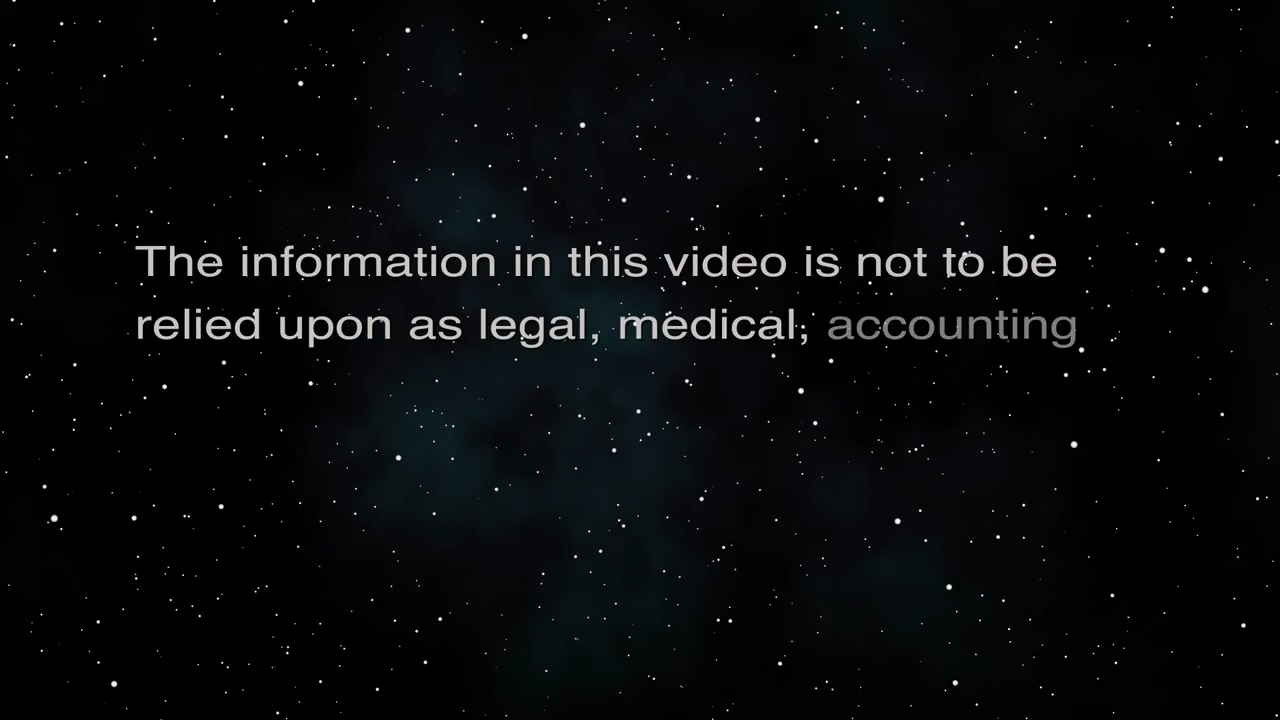 The information in this video is not to be
relied upon as legal, medical, accounting